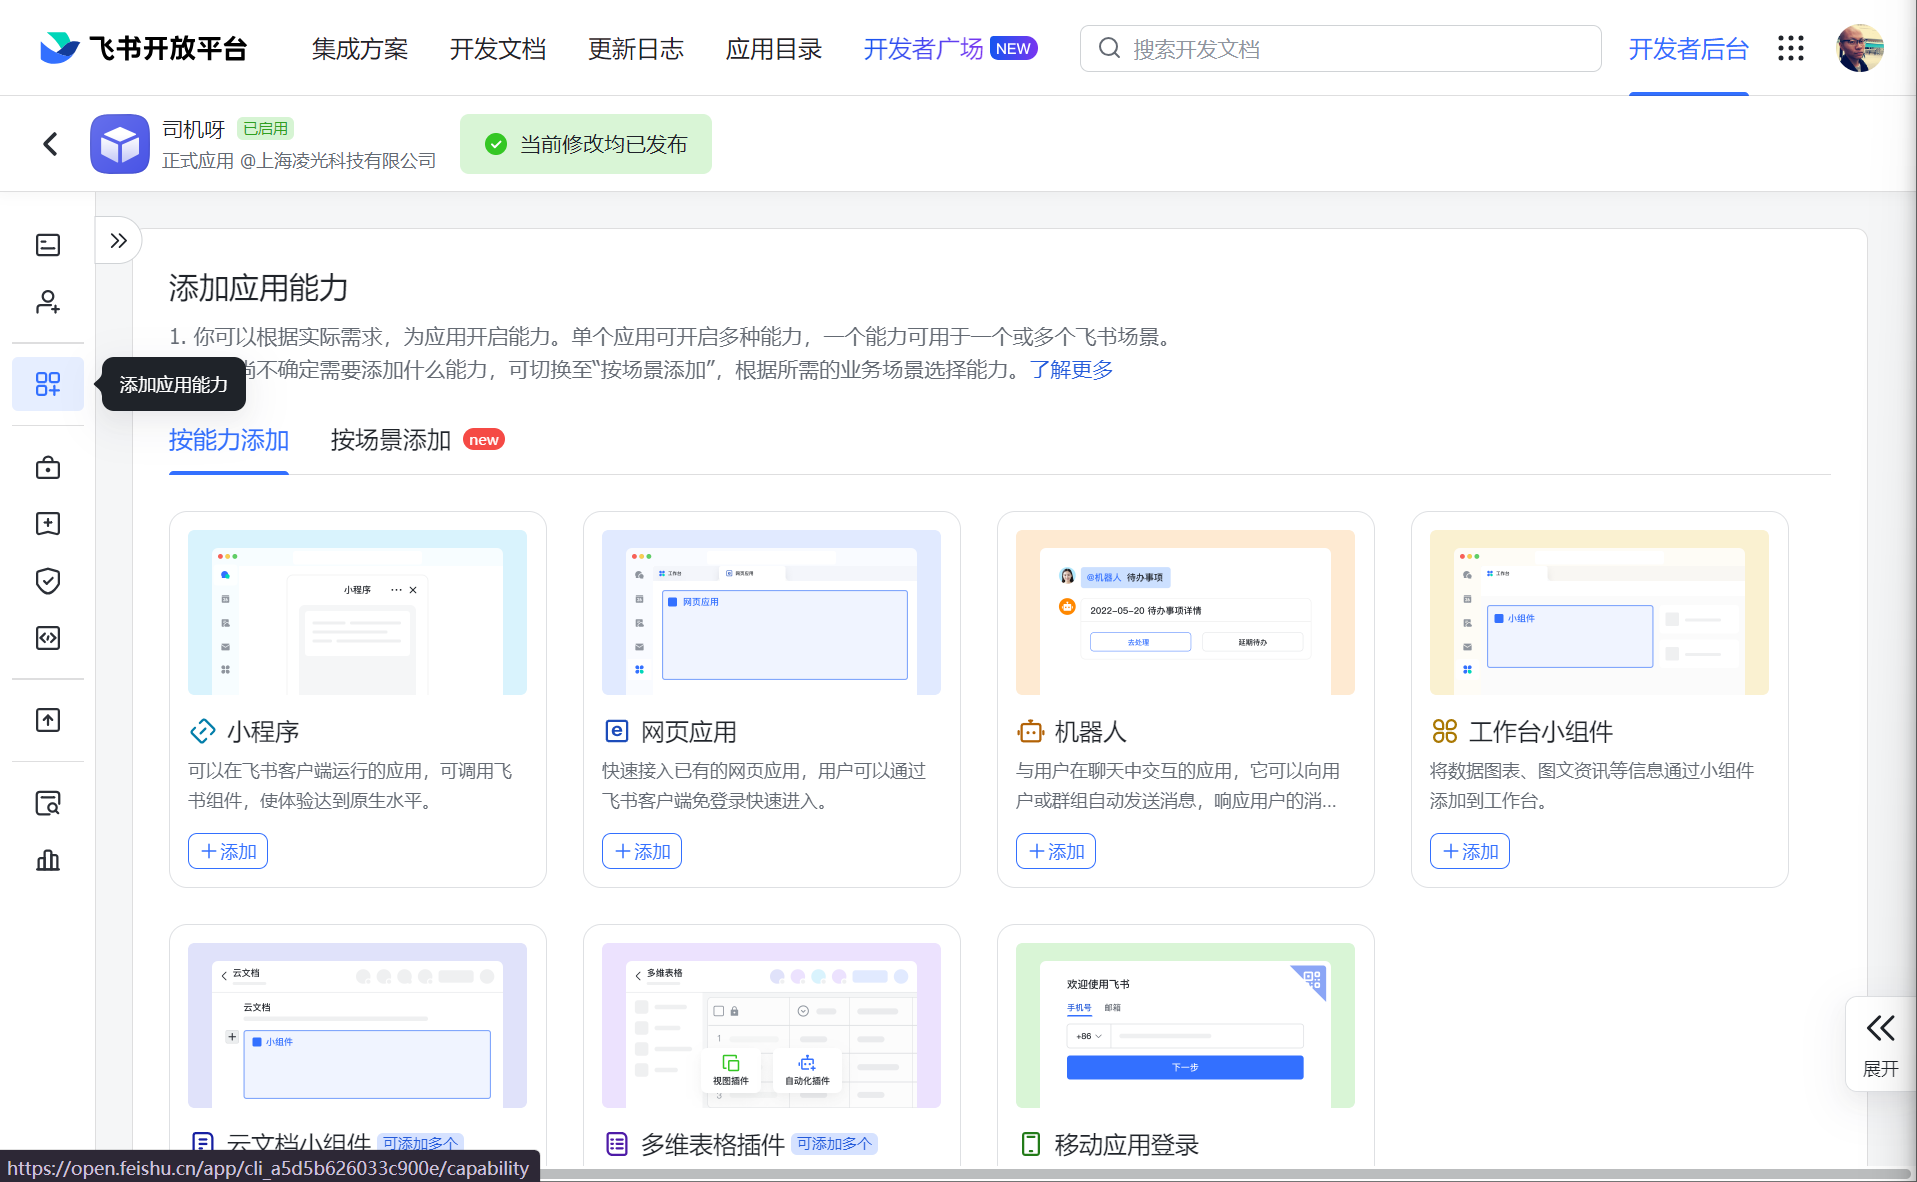 飞书开放平台
集成方案
开发文档
更新日志
应用目录
开发者广场 NEW
搜索开发文档
开发者后台
司机呀 已启用
正式应用 @上海凌光科技有限公司
当前修改均已发布
添加应用能力
1. 你可以根据实际需求，为应用开启能力。单个应用可开启多种能力，一个能力可用于一个或多个飞书场景。
尚不确定需要添加什么能力，可切换至“按场景添加”，根据所需的业务场景选择能力。了解更多
添加应用能力
按能力添加
按场景添加 new
小程序
工作台
网页应用
网页应用
@机器人 待办事项
2022-05-20 待办事项详情
去处理
延期待办
工作台
小组件
小程序
可以在飞书客户端运行的应用，可调用飞
书组件，使体验达到原生水平。
添加
网页应用
快速接入已有的网页应用，用户可以通过
飞书客户端免登录快速进入。
添加
机器人
与用户在聊天中交互的应用，它可以向用
户或群组自动发送消息，响应用户的消...
添加
工作台小组件
将数据图表、图文资讯等信息通过小组件
添加到工作台。
添加
云文档
云文档
小组件
多维表格
1
视图插件
自动化插件
3
欢迎使用飞书
手机号 邮箱
+86
下一步
展开
云文档小组件 可添加多个
多维表格插件 可添加多个
移动应用登录
https://open.feishu.cn/app/cli_a5d5b626033c900e/capability